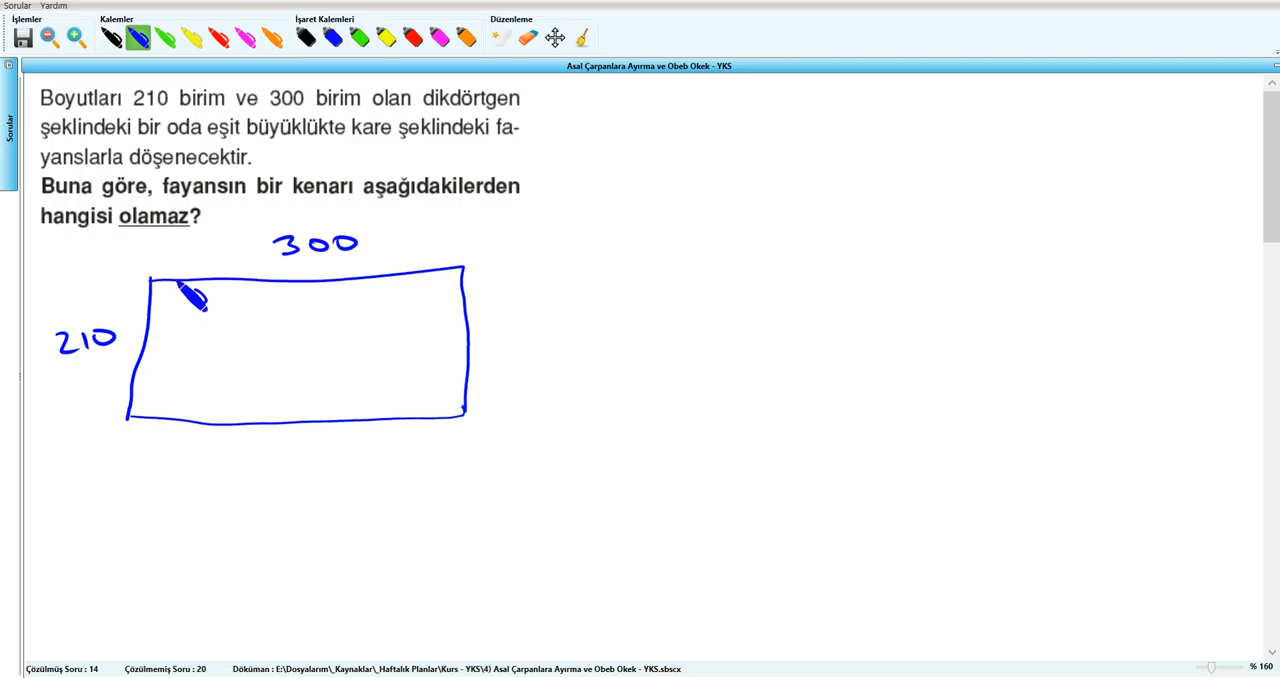 Sorular Yardım
İşlemler Kalemler İşaret Kalemleri Düzenleme
Asal Çarpanlara Ayırma ve Obeb Okek - YKS
Sorular
Boyutları 210 birim ve 300 birim olan dikdörtgen
şeklindeki bir oda eşit büyüklükte kare şeklindeki fa-
yanslarla döşenecektir.
Buna göre, fayansın bir kenarı aşağıdakilerden
hangisi olamaz?
300
210
Çözülmüş Soru : 14 Çözülmemiş Soru : 20 Döküman : E:\Dosyalarım\_Kaynaklar\_Haftalık Planlar\Kurs - YKS\4) Asal Çarpanlara Ayırma ve Obeb Okek - YKS.sbscx % 160